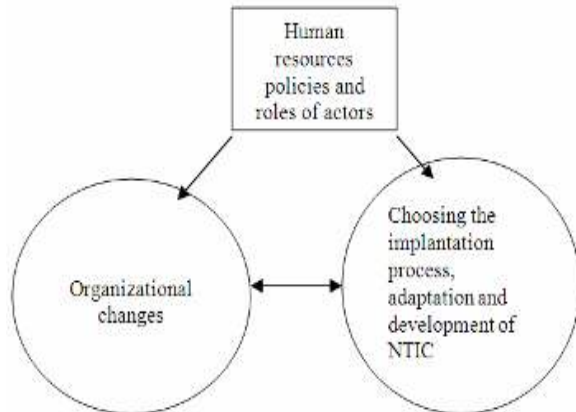 Human
resources
policies and
roles of actors
Organizational
changes
Choosing the
implantation
process,
adaptation and
development of
NTIC